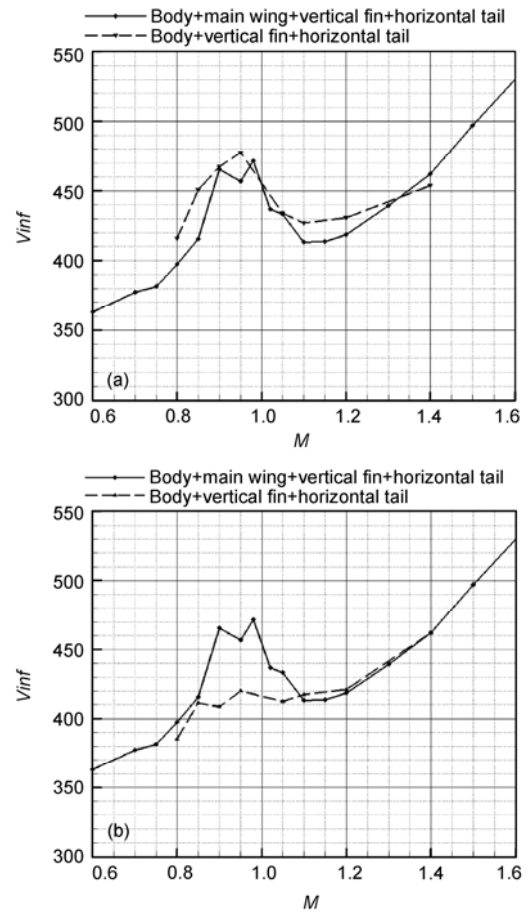 Body+main wing+vertical fin+horizontal tail
Body+vertical fin+horizontal tail
550
500
450
400
350
300
Vinf
(a)
0.6 0.8 1.0 1.2 1.4 1.6
M
Body+main wing+vertical fin+horizontal tail
Body+vertical fin+horizontal tail
550
500
450
400
350
300
Vinf
(b)
0.6 0.8 1.0 1.2 1.4 1.6
M